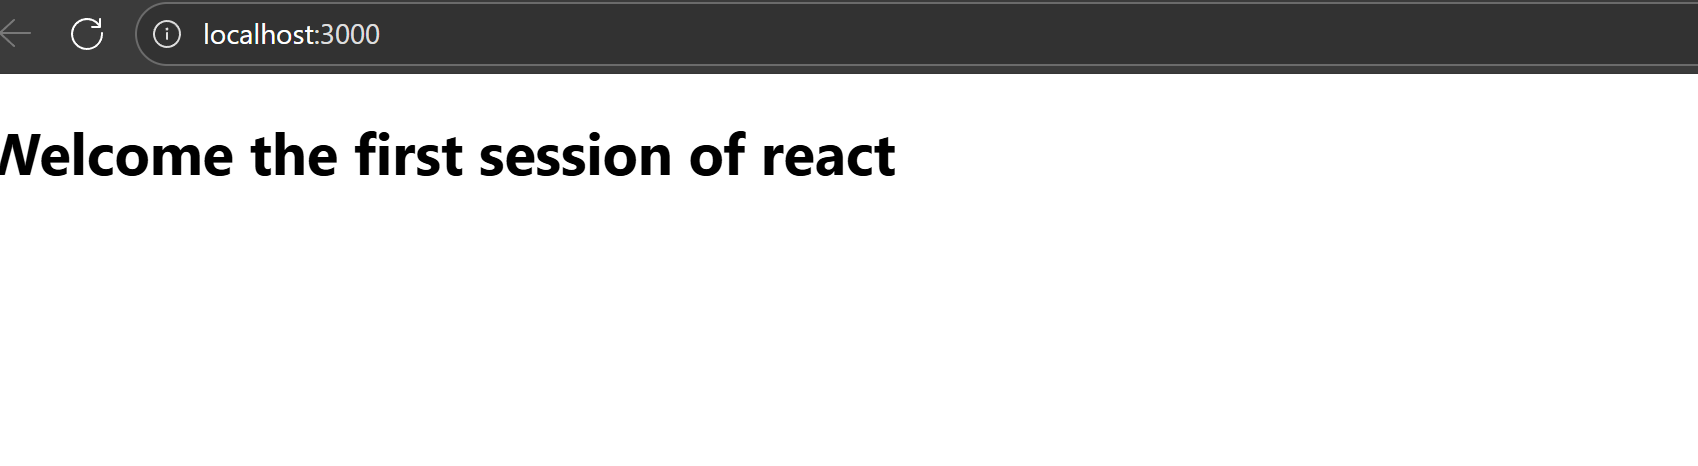 localhost:3000
Welcome the first session of react